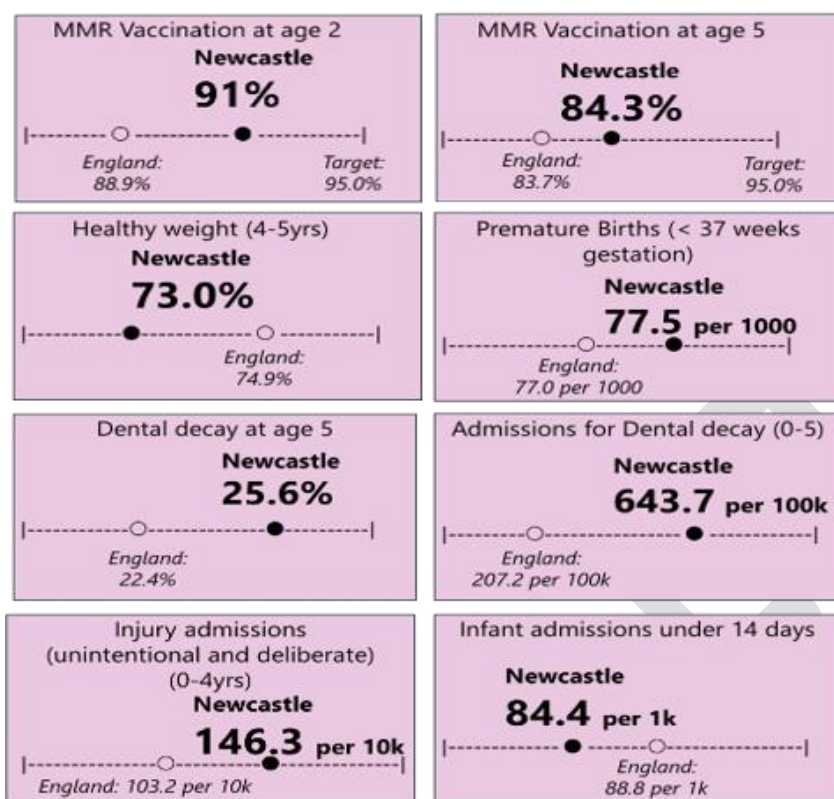 MMR Vaccination at age 2
Newcastle
91%
England:
88.9%
Target:
95.0%
MMR Vaccination at age 5
Newcastle
84.3%
England:
83.7%
Target:
95.0%
Healthy weight (4-5yrs)
Newcastle
73.0%
England:
74.9%
Premature Births (< 37 weeks
gestation)
Newcastle
77.5 per 1000
England:
77.0 per 1000
Dental decay at age 5
Newcastle
25.6%
England:
22.4%
Admissions for Dental decay (0-5)
Newcastle
643.7 per 100k
England:
207.2 per 100k
Injury admissions
(unintentional and deliberate)
(0-4yrs)
Newcastle
146.3 per 10k
England: 103.2 per 10k
Infant admissions under 14 days
Newcastle
84.4 per 1k
England:
88.8 per 1k